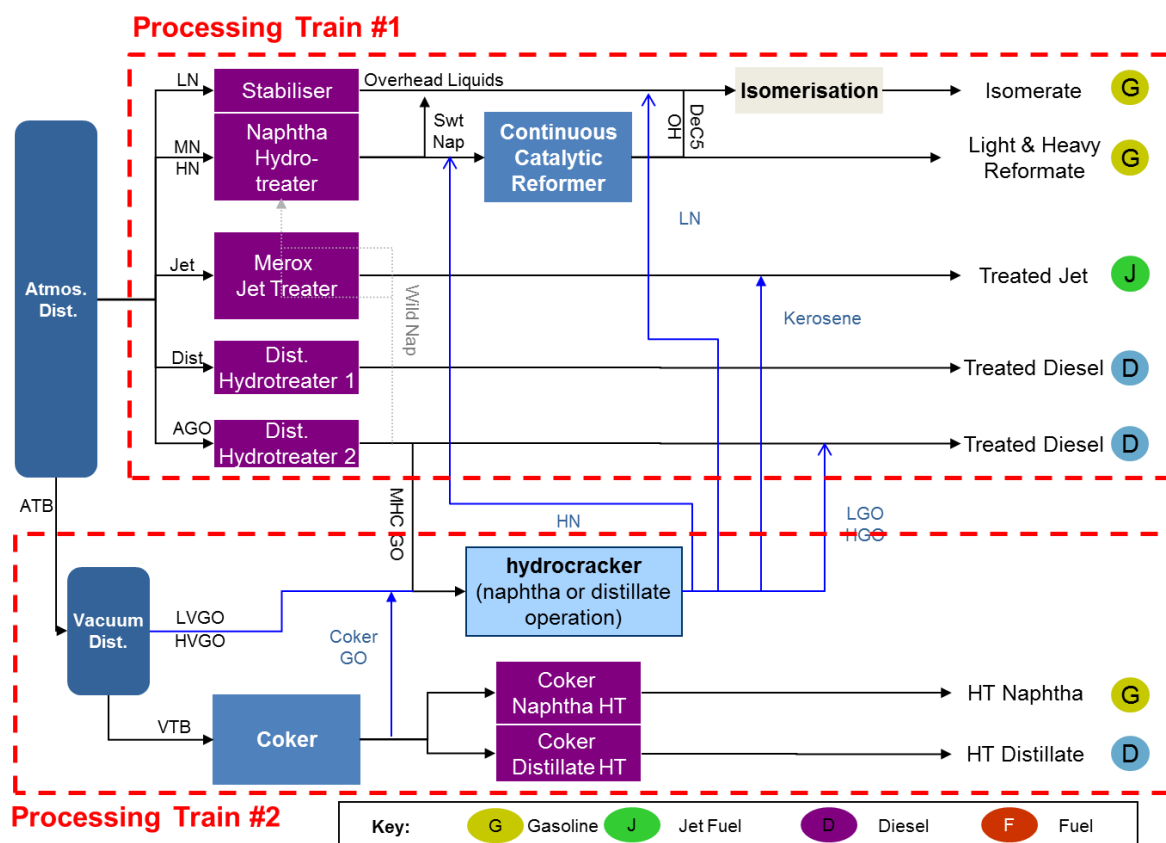 Processing Train #1
LN
Stabiliser
Overhead Liquids
Isomerisation
Isomerate
G
MN
HN
Naphtha
Hydro-
treater
Swt
Nap
Continuous
Catalytic
Reformer
DeC5
OH
Light & Heavy
Reformate
G
LN
Atmos.
Dist.
Jet
Merox
Jet Treater
Wild Nap
Kerosene
Treated Jet
J
Dist
Dist.
Hydrotreater 1
Treated Diesel
D
AGO
Dist.
Hydrotreater 2
Treated Diesel
D
ATB
MHC GO
HN
LGO
HGO
hydrocracker
(naphtha or distillate
operation)
Vacuum
Dist.
LVGO
HVGO
Coker
GO
VTB
Coker
Coker
Naphtha HT
HT Naphtha
G
Coker
Distillate HT
HT Distillate
D
Processing Train #2
Key:
G
Gasoline
J
Jet Fuel
D
Diesel
F
Fuel